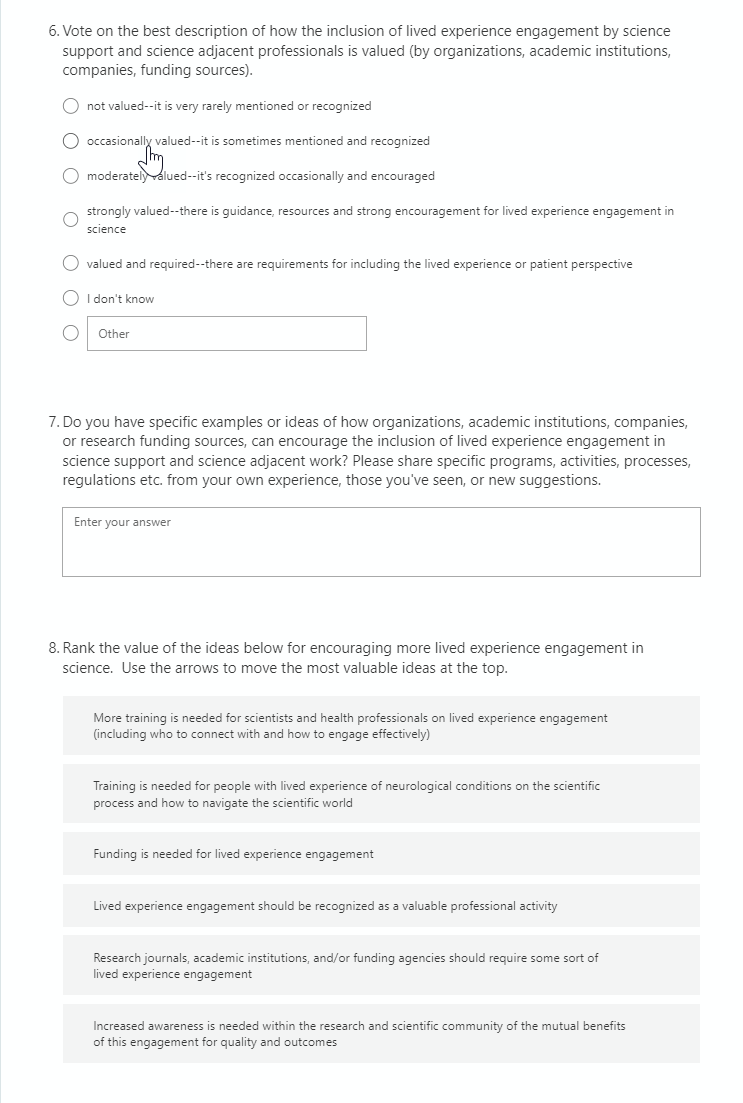 6. Vote on the best description of how the inclusion of lived experience engagement by science
support and science adjacent professionals is valued (by organizations, academic institutions,
companies, funding sources).
not valued--it is very rarely mentioned or recognized
occasionally valued--it is sometimes mentioned and recognized
moderately valued--it's recognized occasionally and encouraged
strongly valued--there is guidance, resources and strong encouragement for lived experience engagement in
science
valued and required--there are requirements for including the lived experience or patient perspective
I don't know
Other
7. Do you have specific examples or ideas of how organizations, academic institutions, companies,
or research funding sources, can encourage the inclusion of lived experience engagement in
science support and science adjacent work? Please share specific programs, activities, processes,
regulations etc. from your own experience, those you've seen, or new suggestions.
Enter your answer
8. Rank the value of the ideas below for encouraging more lived experience engagement in
science. Use the arrows to move the most valuable ideas at the top.
More training is needed for scientists and health professionals on lived experience engagement
(including who to connect with and how to engage effectively)
Training is needed for people with lived experience of neurological conditions on the scientific
process and how to navigate the scientific world
Funding is needed for lived experience engagement
Lived experience engagement should be recognized as a valuable professional activity
Research journals, academic institutions, and/or funding agencies should require some sort of
lived experience engagement
Increased awareness is needed within the research and scientific community of the mutual benefits
of this engagement for quality and outcomes